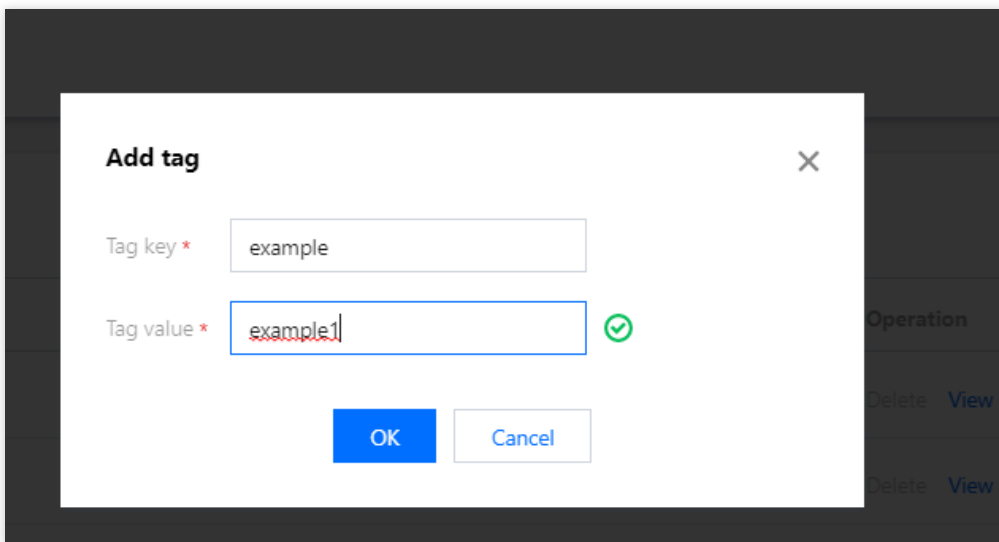 Add tag
Tag key * example
Tag value * example1
OK Cancel
Operation
Delete View
Delete View